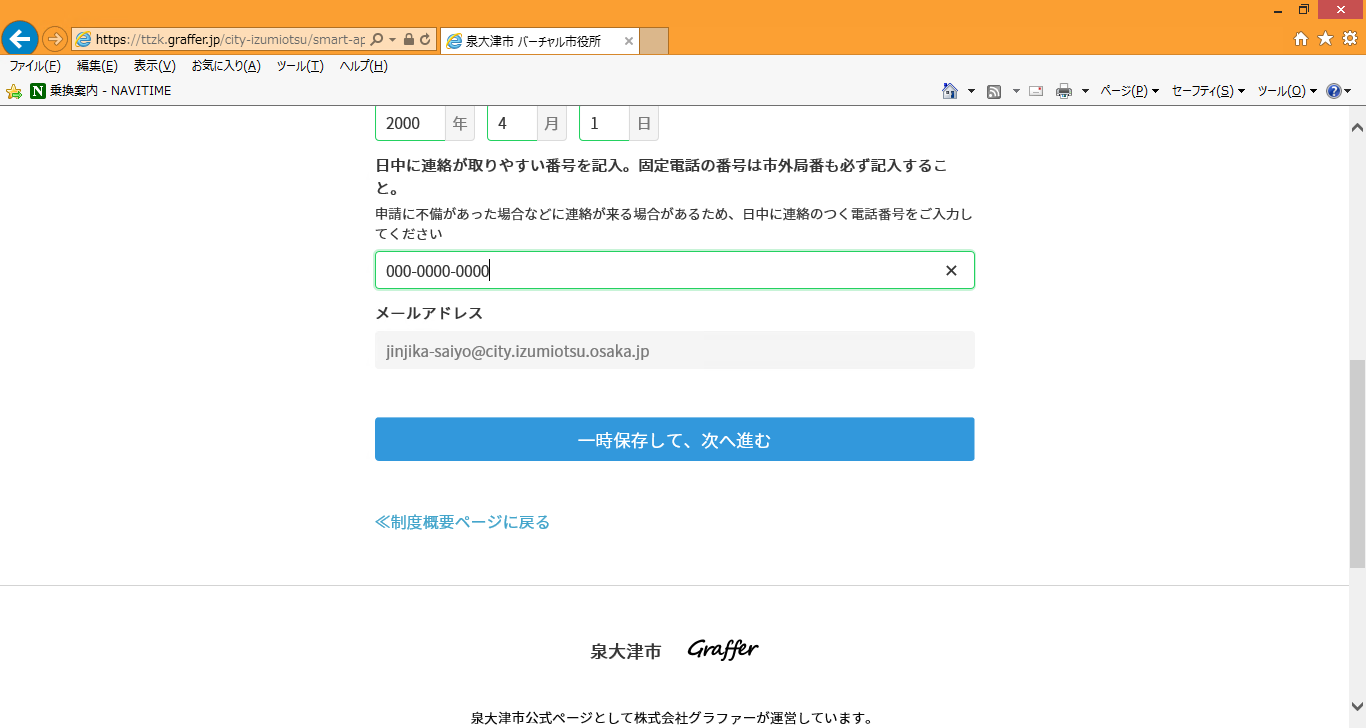 https://ttzk.graffer.jp/city-izumiotsu/smart-ap
泉大津市 バーチャル市役所
ファイル(F) 編集(E) 表示(V) お気に入り(A) ツール(T) ヘルプ(H)
N 乗換案内 - NAVITIME
ページ(P) セーフティ(S) ツール(O)
2000 年 4 月 1 日
日中に連絡が取りやすい番号を記入。固定電話の番号は市外局番も必ず記入するこ
と。
申請に不備があった場合などに連絡が来る場合があるため、日中に連絡のつく電話番号をご入力し
てください
000-0000-0000
メールアドレス
jinjika-saiyo@city.izumiotsu.osaka.jp
一時保存して、次へ進む
≪制度概要ページに戻る
泉大津市 Graffer
泉大津市公式ページとして株式会社グラファーが運営しています。